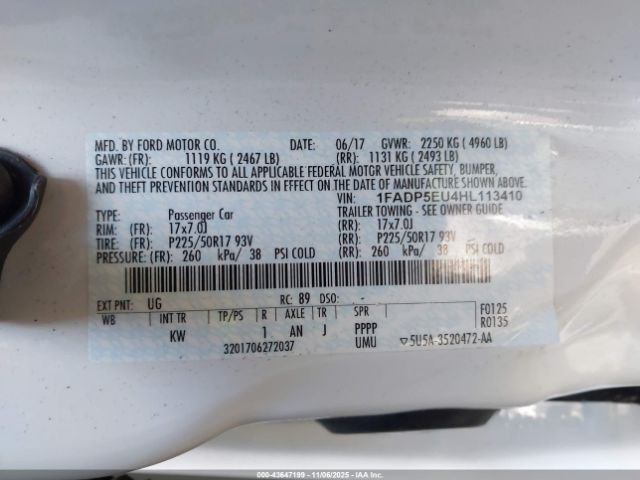 MFD. BY FORD MOTOR CO. DATE: 06/17 GVWR: 2250 KG ( 4960 LB)
GAWR: (FR): 1119 KG ( 2467 LB) (RR): 1131 KG ( 2493 LB)
THIS VEHICLE CONFORMS TO ALL APPLICABLE FEDERAL MOTOR VEHICLE SAFETY, BUMPER,
AND THEFT PREVENTION STANDARDS IN EFFECT ON THE DATE OF MANUFACTURE SHOWN ABOVE.
VIN: 1FADP5EU4HL113410
TYPE: Passenger Car TRAILER TOWING - SEE OWNER GUIDE
RIM: (FR): 17x7.0J (RR): 17x7.0J
TIRE: (FR): P225/50R17 93V (RR): P225/50R17 93V
PRESSURE: (FR): 260 kPa/ 38 PSI COLD (RR): 260 kPa/ 38 PSI COLD
EXT PNT: UG RC: 89 DSO: F0125
WB INT TR TP/PS R AXLE TR SPR R0135
KW 1 AN J PPPP
3201706272037 UMU ▽5U5A-3520472-AA
000-43647199 - 11/06/2025 - IAA Inc.